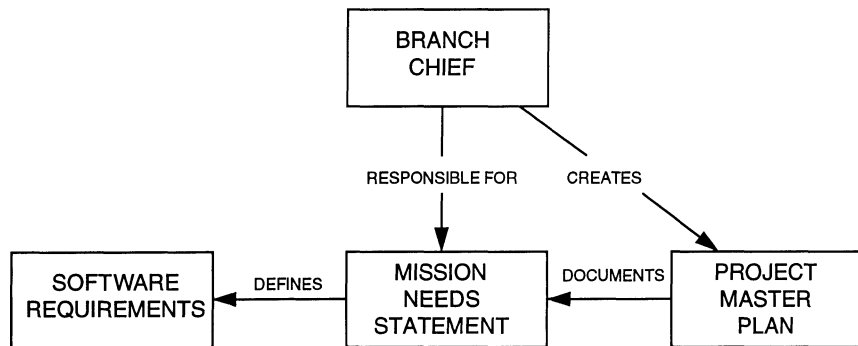 BRANCH
CHIEF
RESPONSIBLE FOR
CREATES
SOFTWARE
REQUIREMENTS
DEFINES
MISSION
NEEDS
STATEMENT
DOCUMENTS
PROJECT
MASTER
PLAN